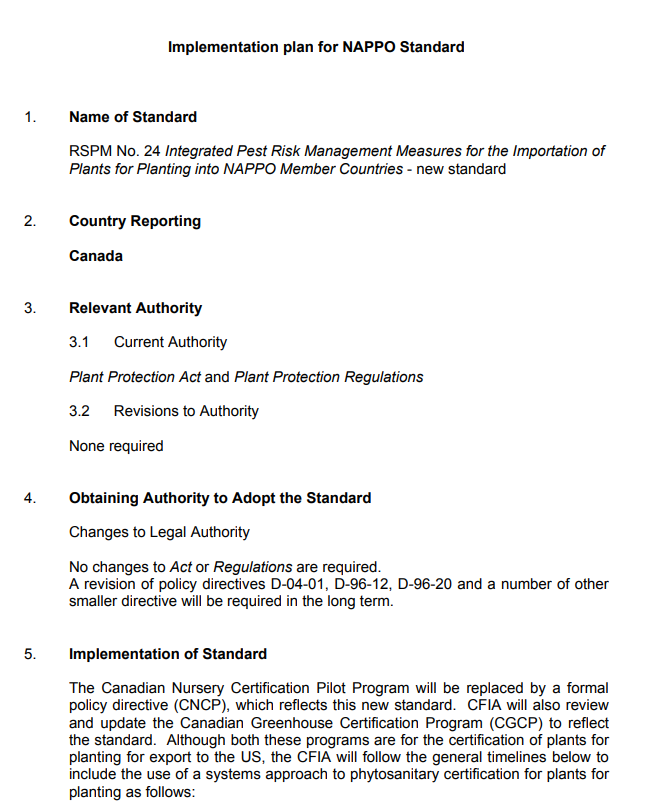 Implementation plan for NAPPO Standard
1. Name of Standard
RSPM No. 24 Integrated Pest Risk Management Measures for the Importation of
Plants for Planting into NAPPO Member Countries - new standard
2. Country Reporting
Canada
3. Relevant Authority
3.1 Current Authority
Plant Protection Act and Plant Protection Regulations
3.2 Revisions to Authority
None required
4. Obtaining Authority to Adopt the Standard
Changes to Legal Authority
No changes to Act or Regulations are required.
A revision of policy directives D-04-01, D-96-12, D-96-20 and a number of other
smaller directive will be required in the long term.
5. Implementation of Standard
The Canadian Nursery Certification Pilot Program will be replaced by a formal
policy directive (CNCP), which reflects this new standard. CFIA will also review
and update the Canadian Greenhouse Certification Program (CGCP) to reflect
the standard. Although both these programs are for the certification of plants for
planting for export to the US, the CFIA will follow the general timelines below to
include the use of a systems approach to phytosanitary certification for plants for
planting as follows: